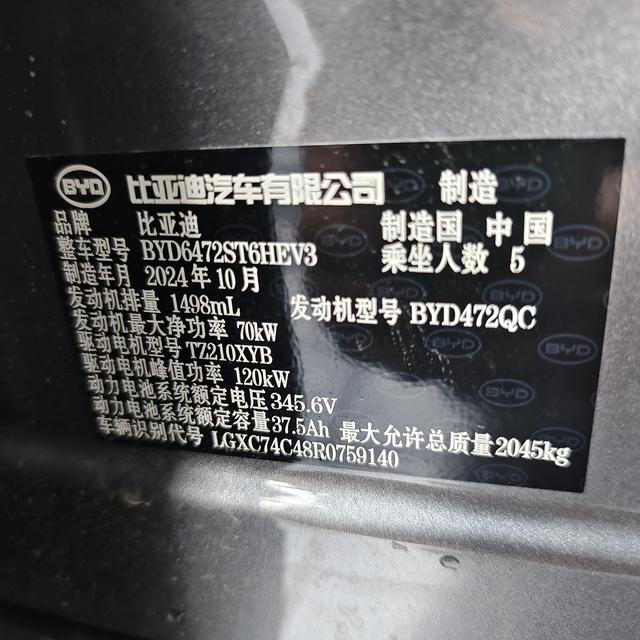 BYD 比亚迪汽车有限公司 制造
品牌 比亚迪 制造国 中国
整车型号 BYD6472ST6HEV3 乘坐人数 5
制造年月 2024年10月
发动机排量 1498mL 发动机型号 BYD472QC
发动机最大净功率 70kW
驱动电机型号 TZ210XYB
驱动电机峰值功率 120kW
动力电池系统额定电压 345.6V
动力电池系统额定容量 37.5Ah 最大允许总质量 2045kg
车辆识别代号 LGXC74C48R0759140